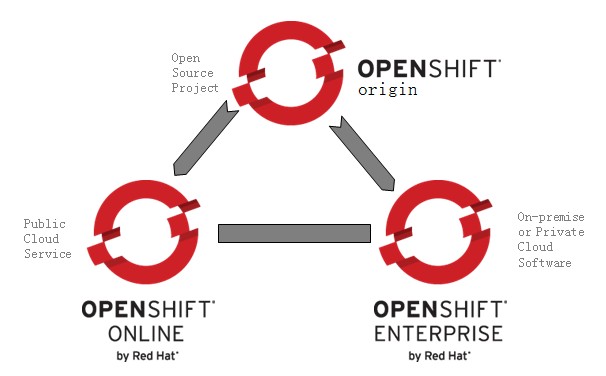 Open
Source
Project
OPENSHIFT
origin
Public
Cloud
Service
OPENSHIFT
ONLINE
by Red Hat
On-premise
or Private
Cloud
Software
OPENSHIFT
ENTERPRISE
by Red Hat